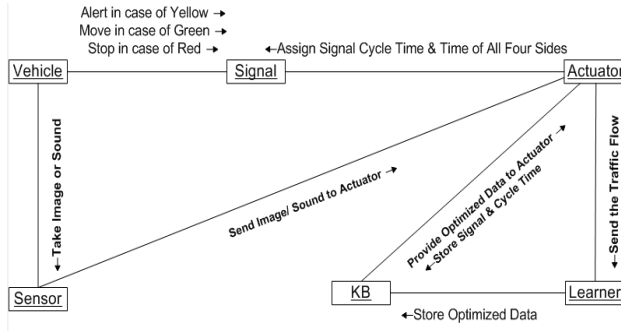 Alert in case of Yellow →
Move in case of Green →
Stop in case of Red →
←Assign Signal Cycle Time & Time of All Four Sides
Vehicle
Signal
Actuator
←Take Image or Sound
Send Image/ Sound to Actuator →
Provide Optimized Data to Actuator →
←Store Signal & Cycle Time
←Send the Traffic Flow
Sensor
KB
Learner
←Store Optimized Data